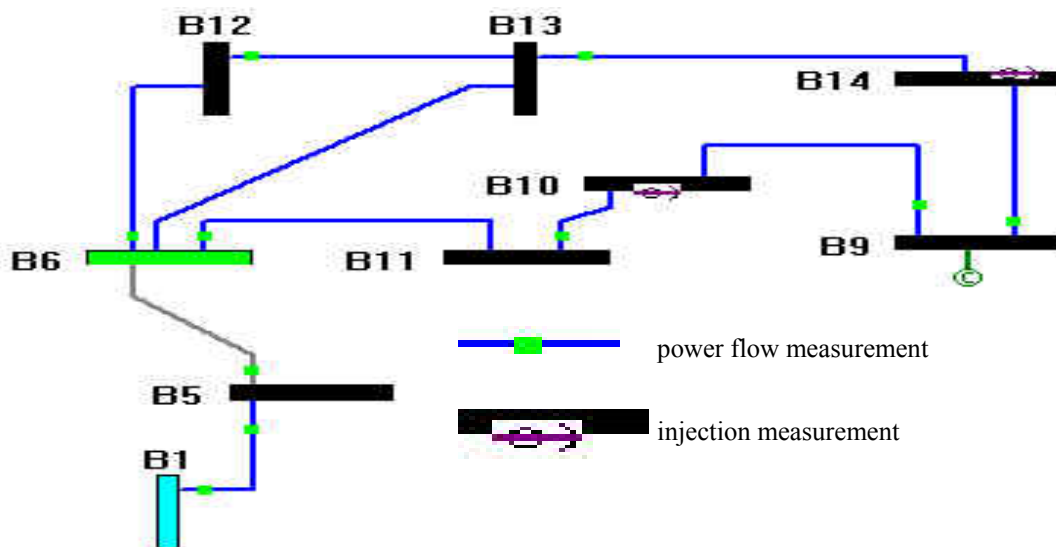 B12
B13
B14
B10
B6
B11
B9
C
B5
B1
power flow measurement
injection measurement